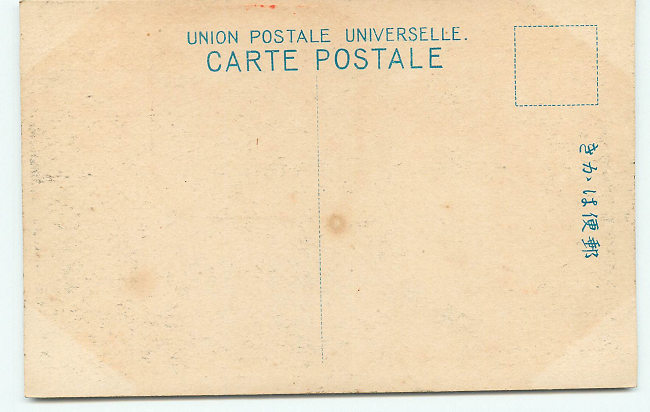 UNION POSTALE UNIVERSELLE.
CARTE POSTALE
きかは便郵